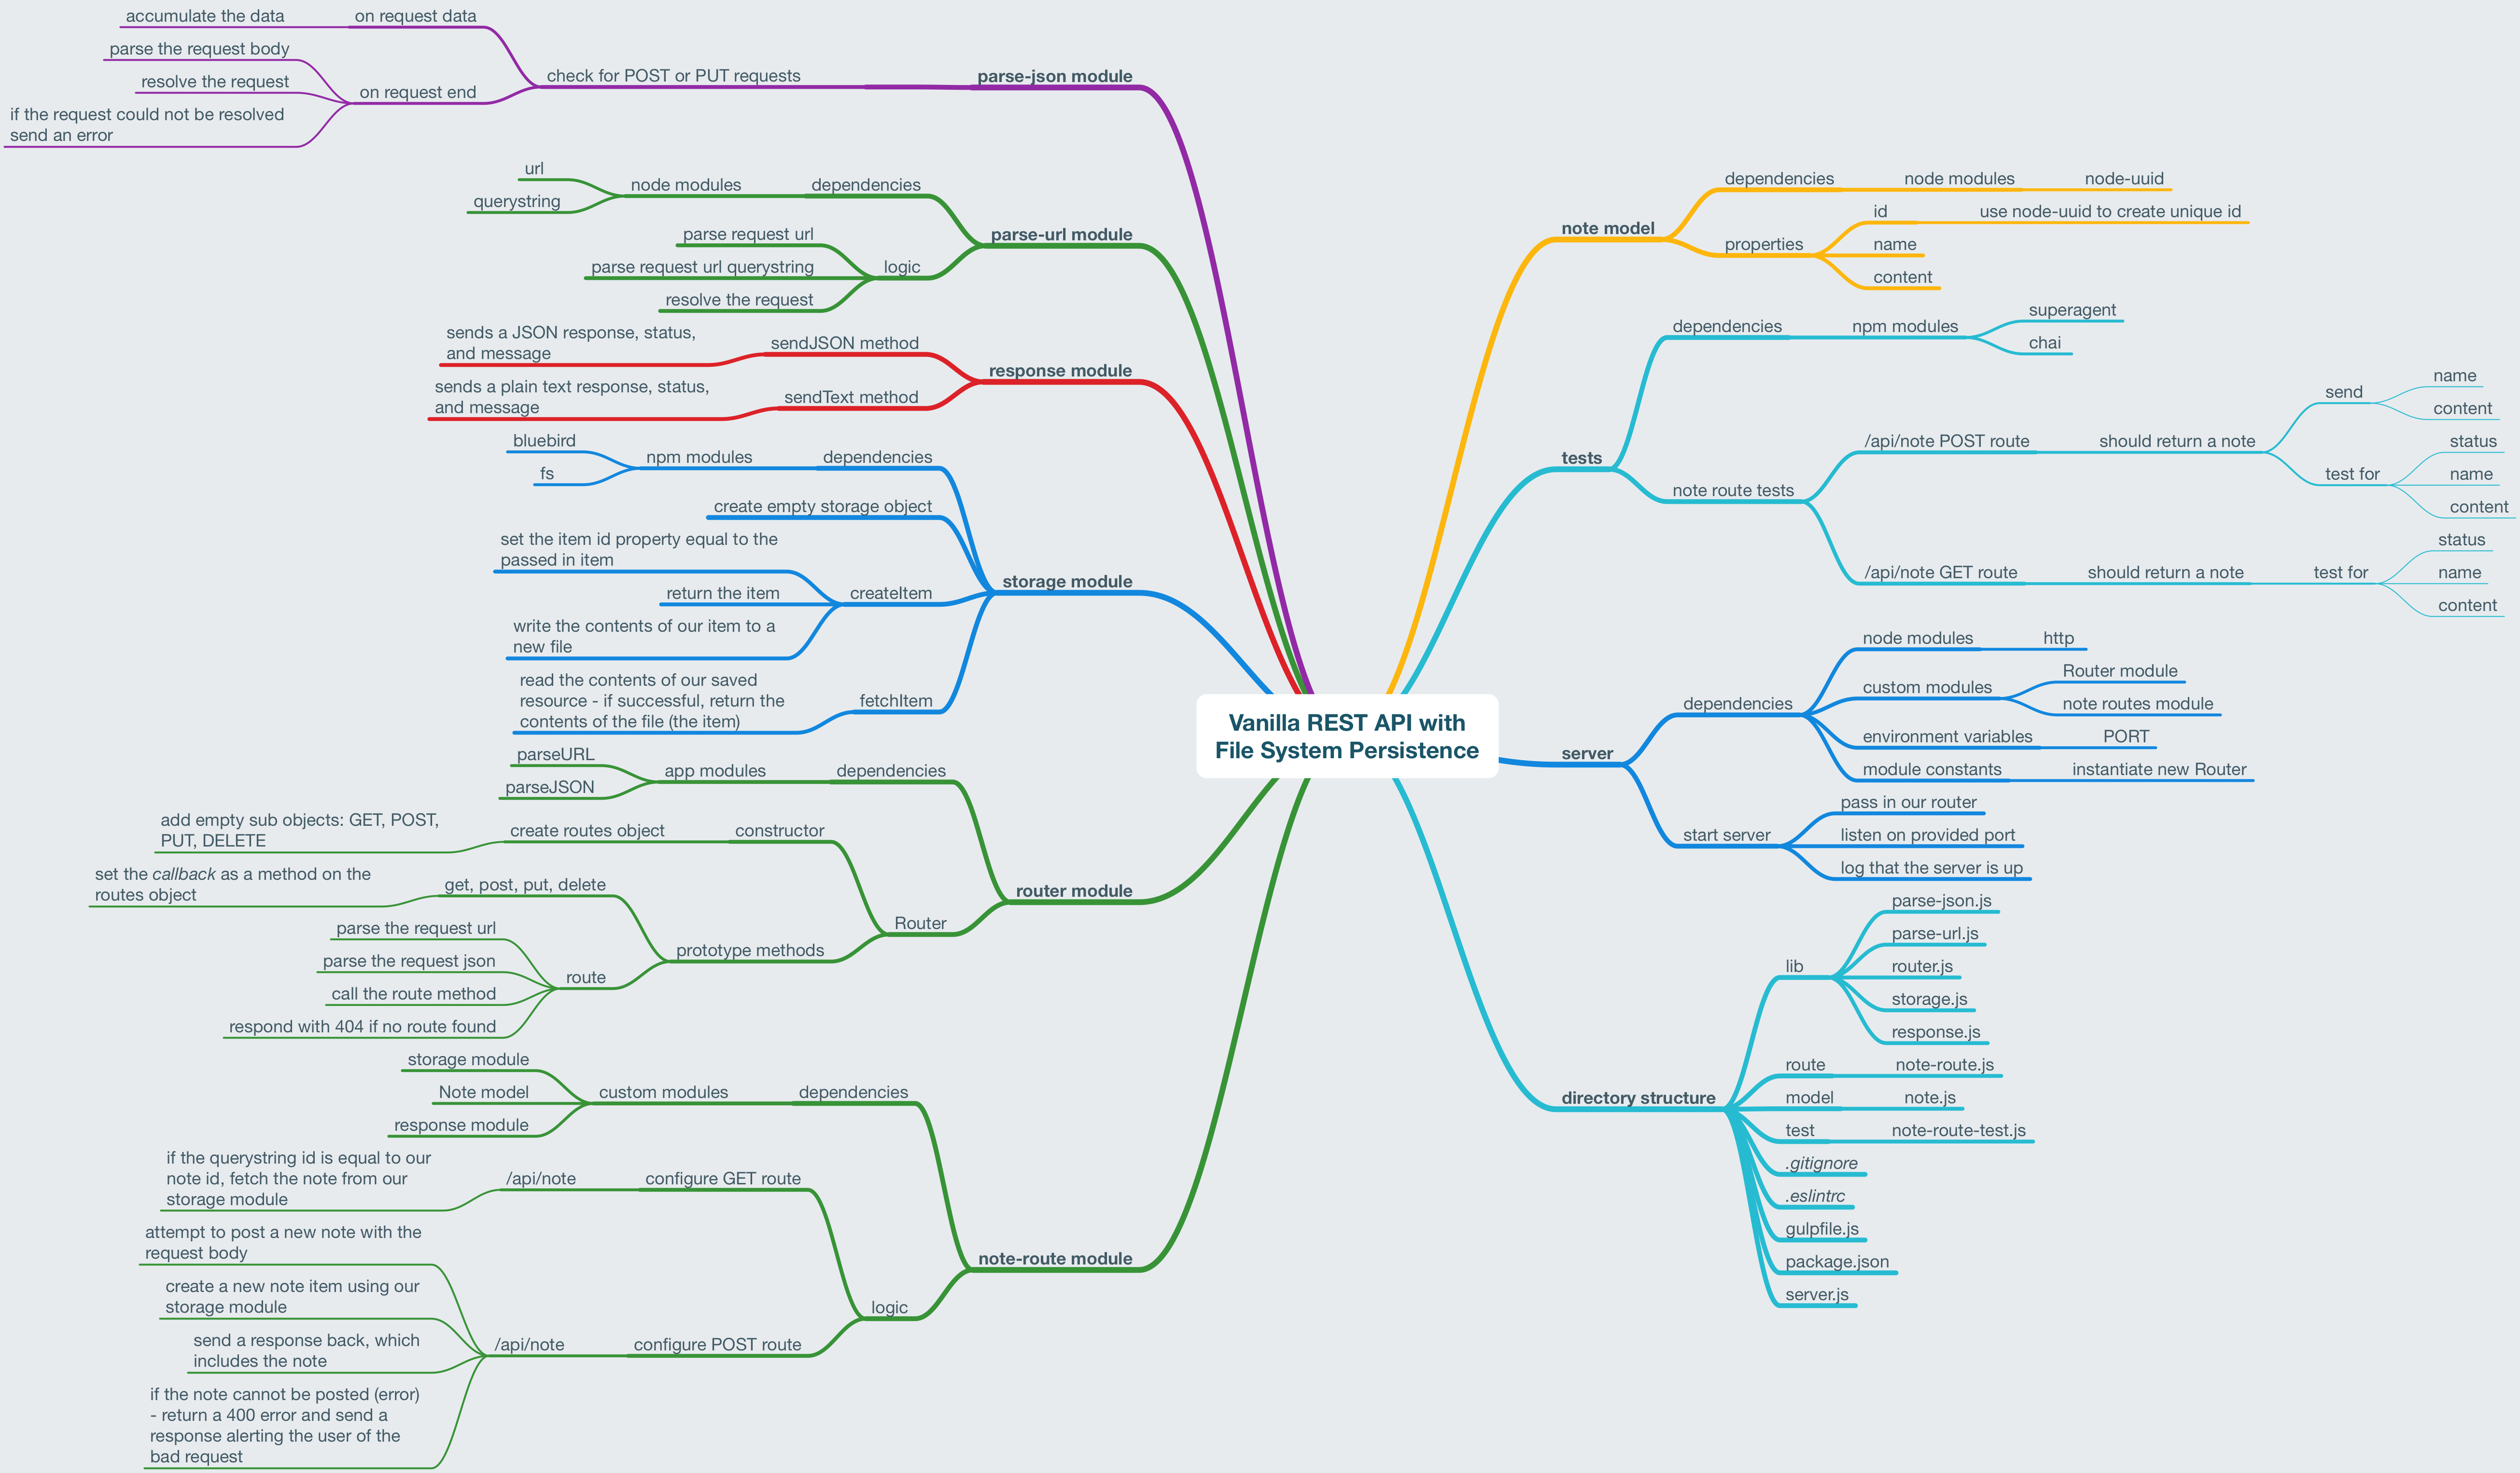 Vanilla REST API with
File System Persistence
parse-json module
check for POST or PUT requests
on request data
accumulate the data
on request end
parse the request body
resolve the request
if the request could not be resolved
send an error
parse-url module
dependencies
node modules
url
querystring
logic
parse request url
parse request url querystring
resolve the request
response module
sendJSON method
sends a JSON response, status,
and message
sendText method
sends a plain text response, status,
and message
storage module
dependencies
npm modules
bluebird
fs
create empty storage object
createItem
set the item id property equal to the
passed in item
return the item
write the contents of our item to a
new file
fetchItem
read the contents of our saved
resource - if successful, return the
contents of the file (the item)
router module
dependencies
app modules
parseURL
parseJSON
Router
constructor
create routes object
add empty sub objects: GET, POST,
PUT, DELETE
prototype methods
get, post, put, delete
set the callback as a method on the
routes object
route
parse the request url
parse the request json
call the route method
respond with 404 if no route found
note-route module
dependencies
custom modules
storage module
Note model
response module
logic
configure GET route
/api/note
if the querystring id is equal to our
note id, fetch the note from our
storage module
configure POST route
/api/note
attempt to post a new note with the
request body
create a new note item using our
storage module
send a response back, which
includes the note
if the note cannot be posted (error)
- return a 400 error and send a
response alerting the user of the
bad request
note model
dependencies
node modules
node-uuid
properties
id
use node-uuid to create unique id
name
content
tests
dependencies
npm modules
superagent
chai
note route tests
/api/note POST route
should return a note
send
name
content
test for
status
name
content
/api/note GET route
should return a note
test for
status
name
content
server
dependencies
node modules
http
custom modules
Router module
note routes module
environment variables
PORT
module constants
instantiate new Router
start server
pass in our router
listen on provided port
log that the server is up
directory structure
lib
parse-json.js
parse-url.js
router.js
storage.js
response.js
route
note-route.js
model
note.js
test
note-route-test.js
.gitignore
.eslintrc
gulpfile.js
package.json
server.js